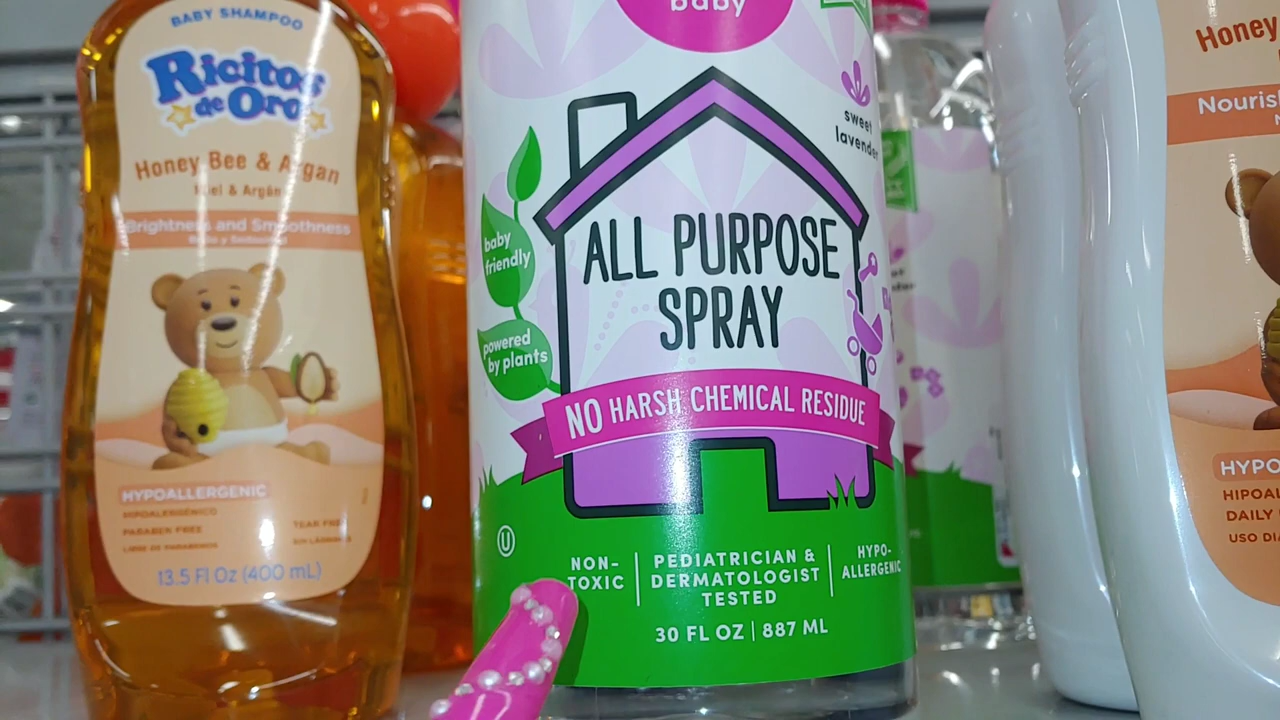 BABY SHAMPOO
Ricitos
de Oro
Honey Bee & Argan
Miel & Argán
Brightness and Smoothness
Brillo y
HYPOALLERGENIC
HIPOALERGÉNICO
PARABEN FREE
LIBRE DE PARABENOS
TEAR FREE
SIN LÁGRIMAS
13.5 Fl Oz (400 mL)
baby
sweet
lavender
baby
friendly
powered
by plants
ALL PURPOSE
SPRAY
NO HARSH CHEMICAL RESIDUE
U
NON-
TOXIC
PEDIATRICIAN &
DERMATOLOGIST
TESTED
HYPO-
ALLERGENIC
30 FL OZ | 887 ML
Honey
Nourish
HYPO
HIPOAL
DAILY
USO DI